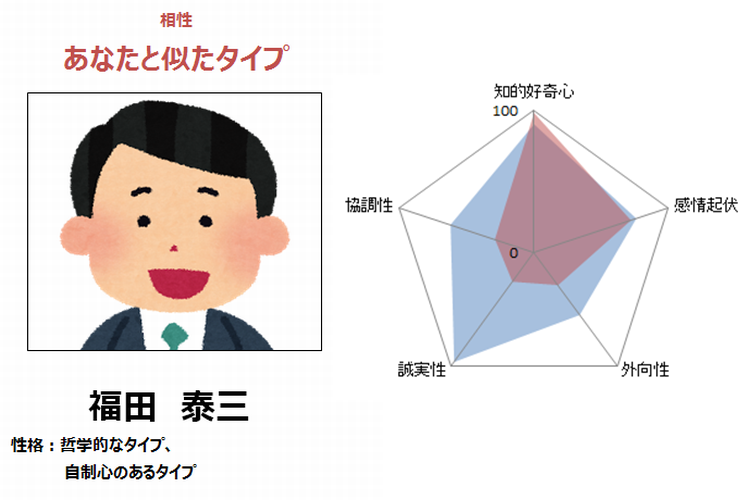 相性
あなたと似たタイプ
福田　泰三
性格：哲学的なタイプ、
自制心のあるタイプ
知的好奇心
100
協調性
感情起伏
0
誠実性
外向性